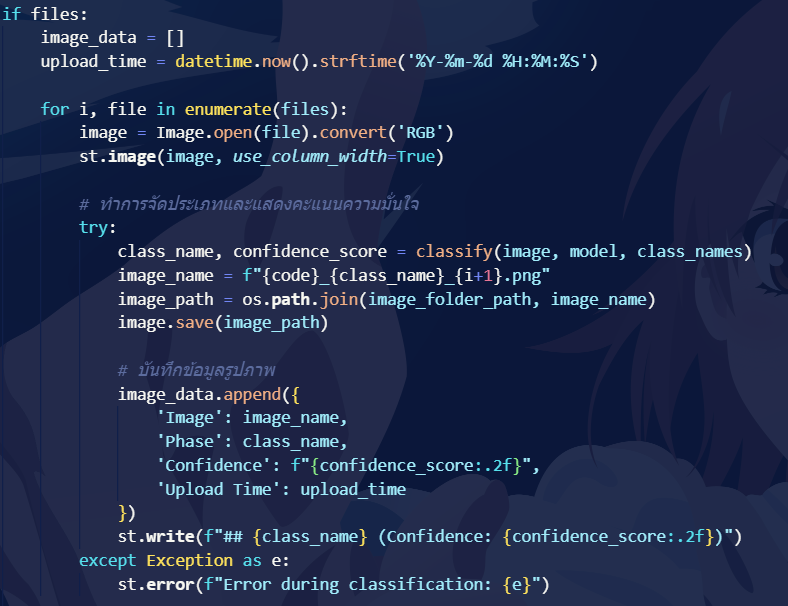 if files:
    image_data = []
    upload_time = datetime.now().strftime('%Y-%m-%d %H:%M:%S')
    for i, file in enumerate(files):
        image = Image.open(file).convert('RGB')
        st.image(image, use_column_width=True)
        # ทำการจัดประเภทและแสดงคะแนนความมั่นใจ
        try:
            class_name, confidence_score = classify(image, model, class_names)
            image_name = f"{code}_{class_name}_{i+1}.png"
            image_path = os.path.join(image_folder_path, image_name)
            image.save(image_path)
            # บันทึกข้อมูลรูปภาพ
            image_data.append({
                'Image': image_name,
                'Phase': class_name,
                'Confidence': f"{confidence_score:.2f}",
                'Upload Time': upload_time
            })
            st.write(f"## {class_name} (Confidence: {confidence_score:.2f})")
        except Exception as e:
            st.error(f"Error during classification: {e}")